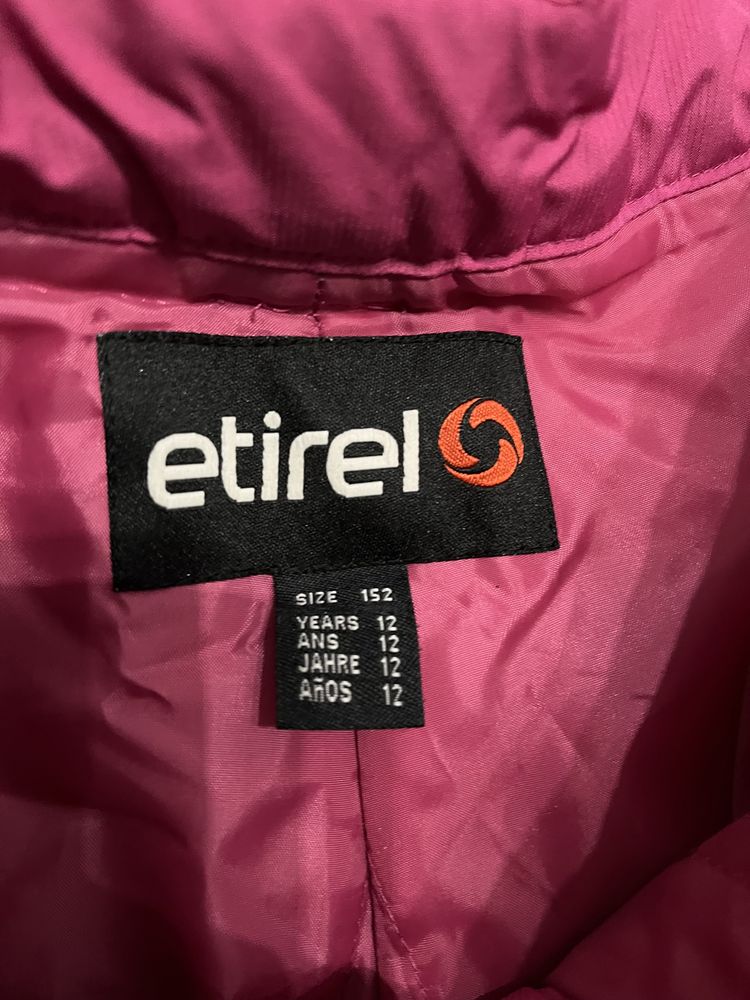 etirel
SIZE 152
YEARS 12
ANS 12
JAHRE 12
AñOS 12